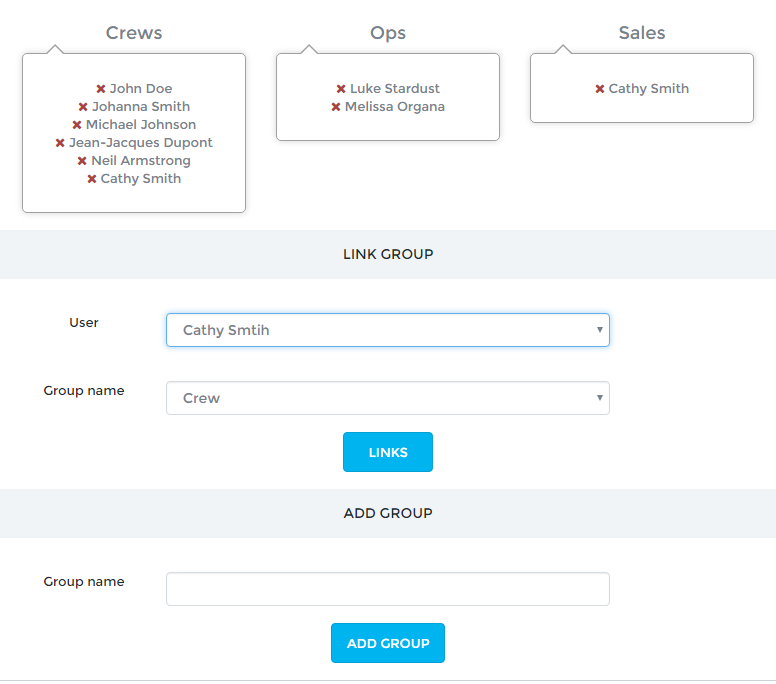 Crews
John Doe
Johanna Smith
Michael Johnson
Jean-Jacques Dupont
Neil Armstrong
Cathy Smith
Ops
Luke Stardust
Melissa Organa
Sales
Cathy Smith
LINK GROUP
User
Cathy Smtih
Group name
Crew
LINKS
ADD GROUP
Group name
ADD GROUP